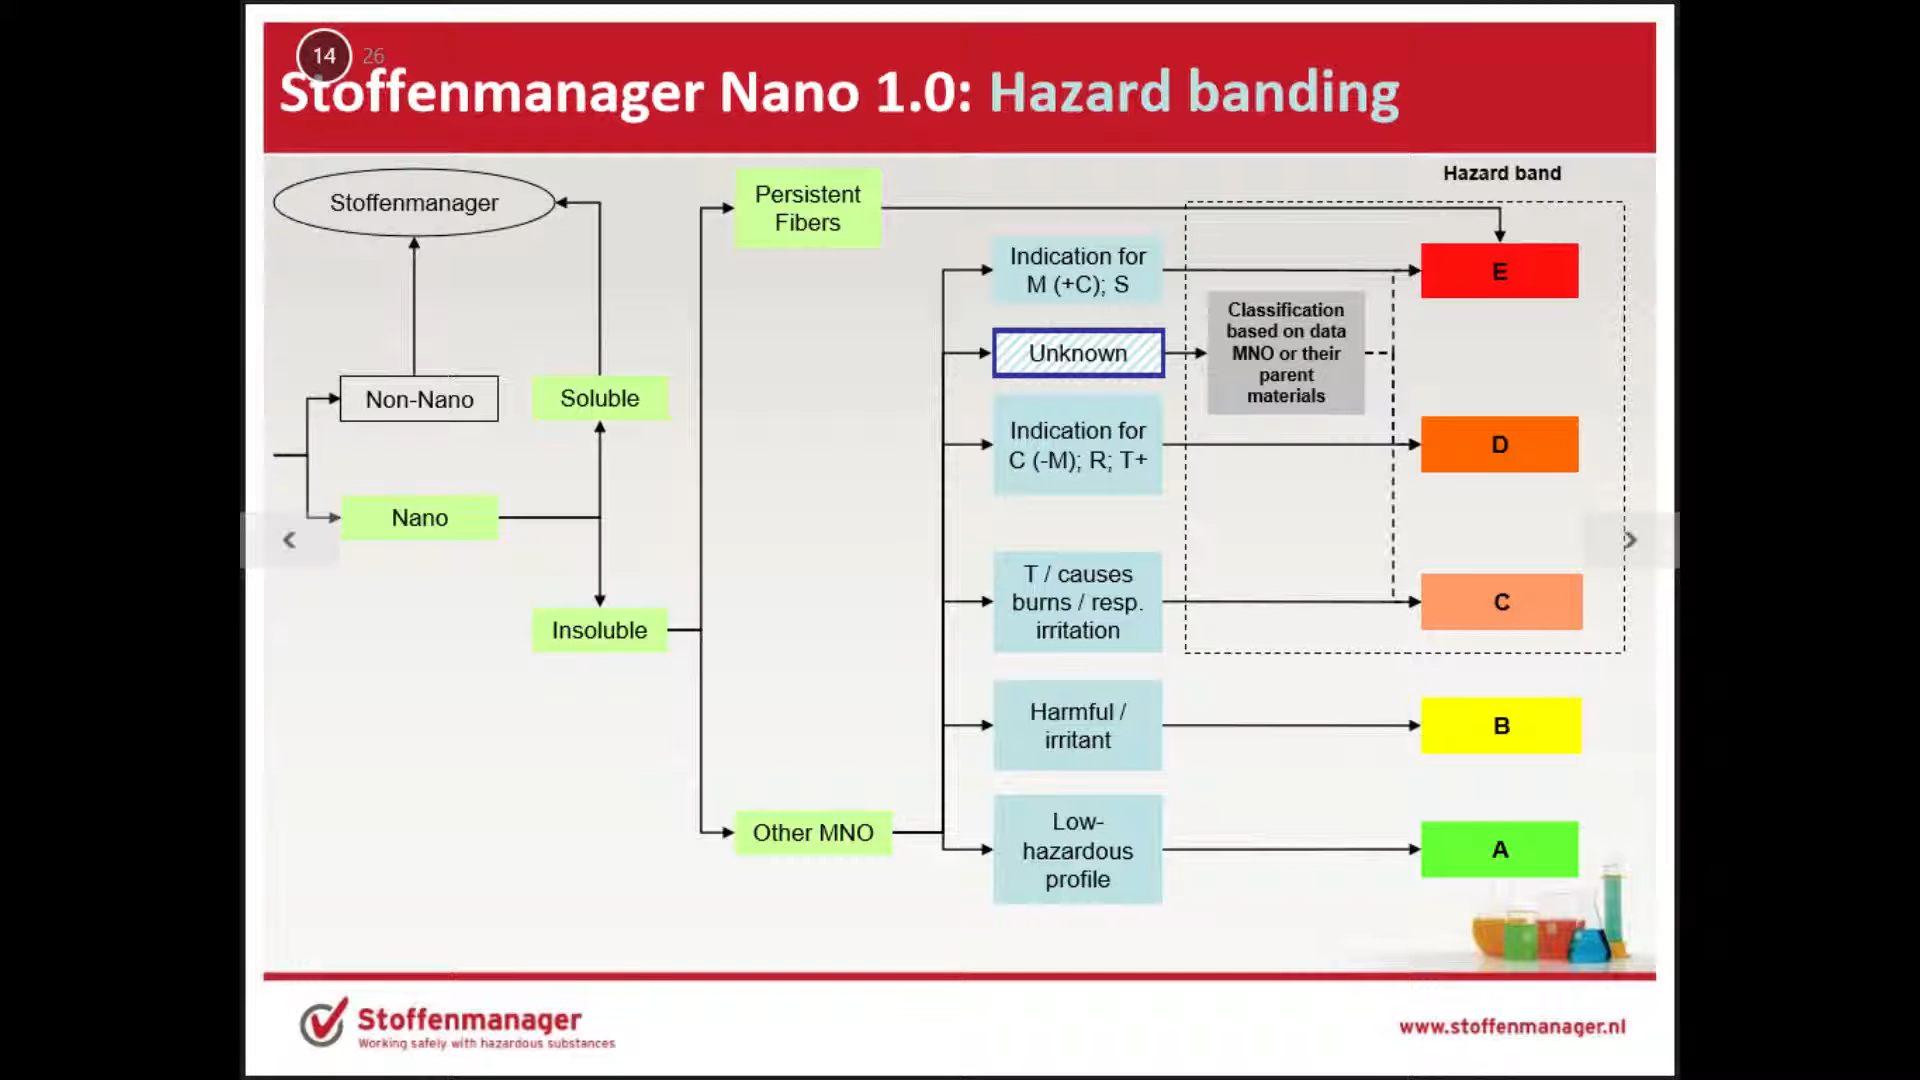 14 26
Stoffenmanager Nano 1.0: Hazard banding
Hazard band
Stoffenmanager
Persistent
Fibers
Indication for
M (+C); S
E
Classification
based on data
MNO or their
parent
materials
Unknown
Non-Nano
Soluble
Indication for
C (-M); R; T+
D
Nano
T / causes
burns / resp.
irritation
C
Insoluble
Harmful /
irritant
B
Other MNO
Low-
hazardous
profile
A
Stoffenmanager
Working safely with hazardous substances
www.stoffenmanager.nl